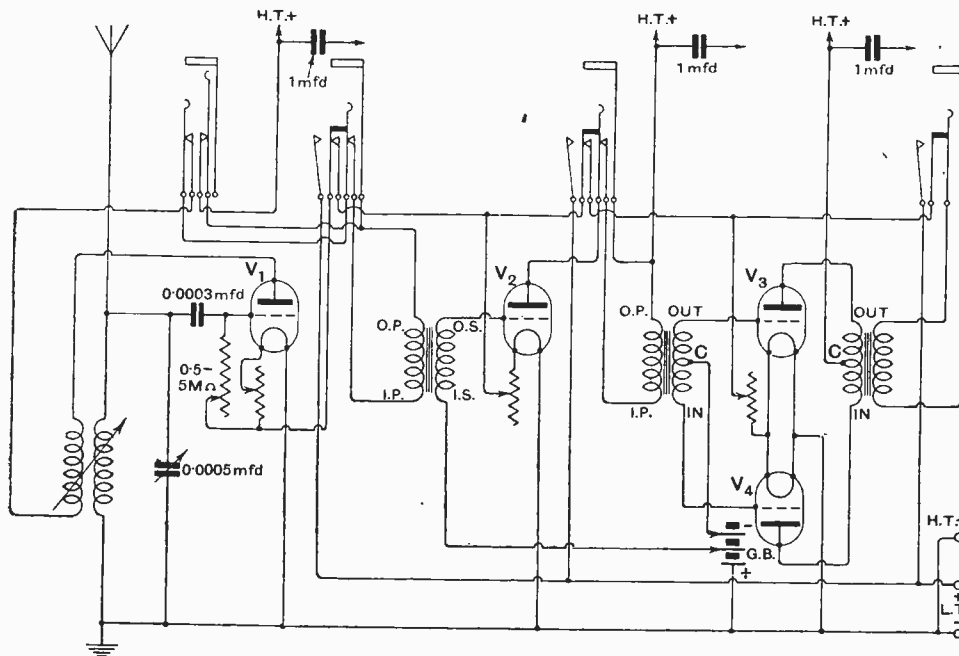 H.T.+
1mfd
H.T.+
1mfd
H.T.+
1mfd
V1
0.0003mfd
0.5–
5MΩ
0.0005mfd
O.P.
O.S.
I.P.
I.S.
V2
O.P.
OUT
C
I.P.
IN
V3
OUT
C
IN
V4
-
G.B.
+
H.T.+
+
L.T
-